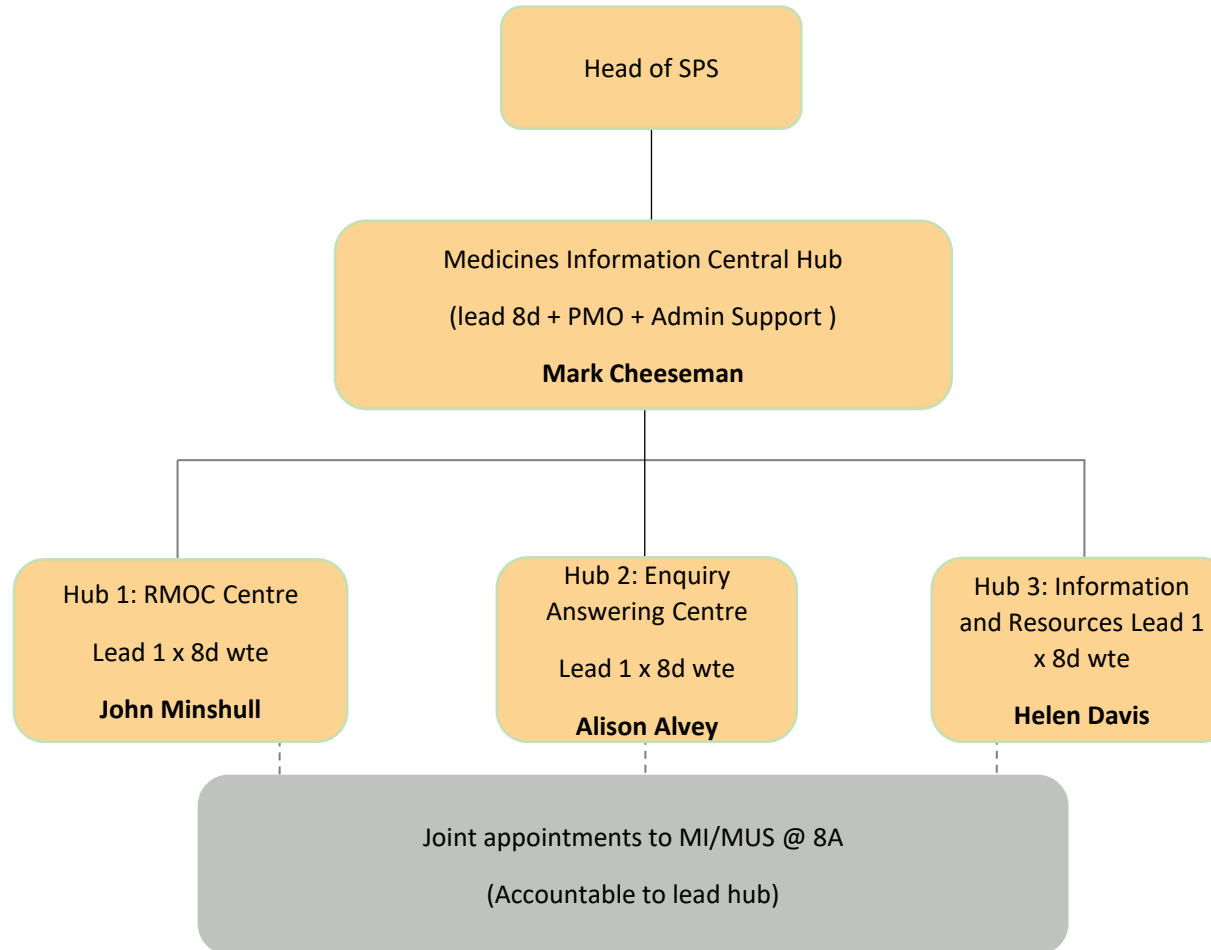 Head of SPS
Medicines Information Central Hub
(lead 8d + PMO + Admin Support )
Mark Cheeseman
Hub 1: RMOC Centre
Lead 1 x 8d wte
John Minshull
Hub 2: Enquiry
Answering Centre
Lead 1 x 8d wte
Alison Alvey
Hub 3: Information
and Resources Lead 1
x 8d wte
Helen Davis
Joint appointments to MI/MUS @ 8A
(Accountable to lead hub)